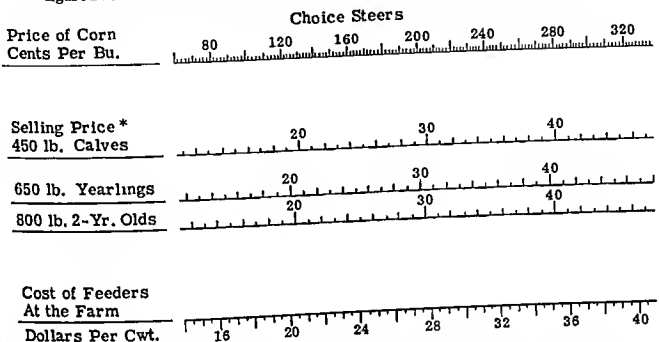 Choice Steers
Price of Corn
Cents Per Bu.
80 120 160 200 240 280 320
Selling Price *
450 lb. Calves
20 30 40
650 lb. Yearlings
20 30 40
800 lb. 2-Yr. Olds
20 30 40
Cost of Feeders
At the Farm
Dollars Per Cwt.
16 20 24 28 32 36 40